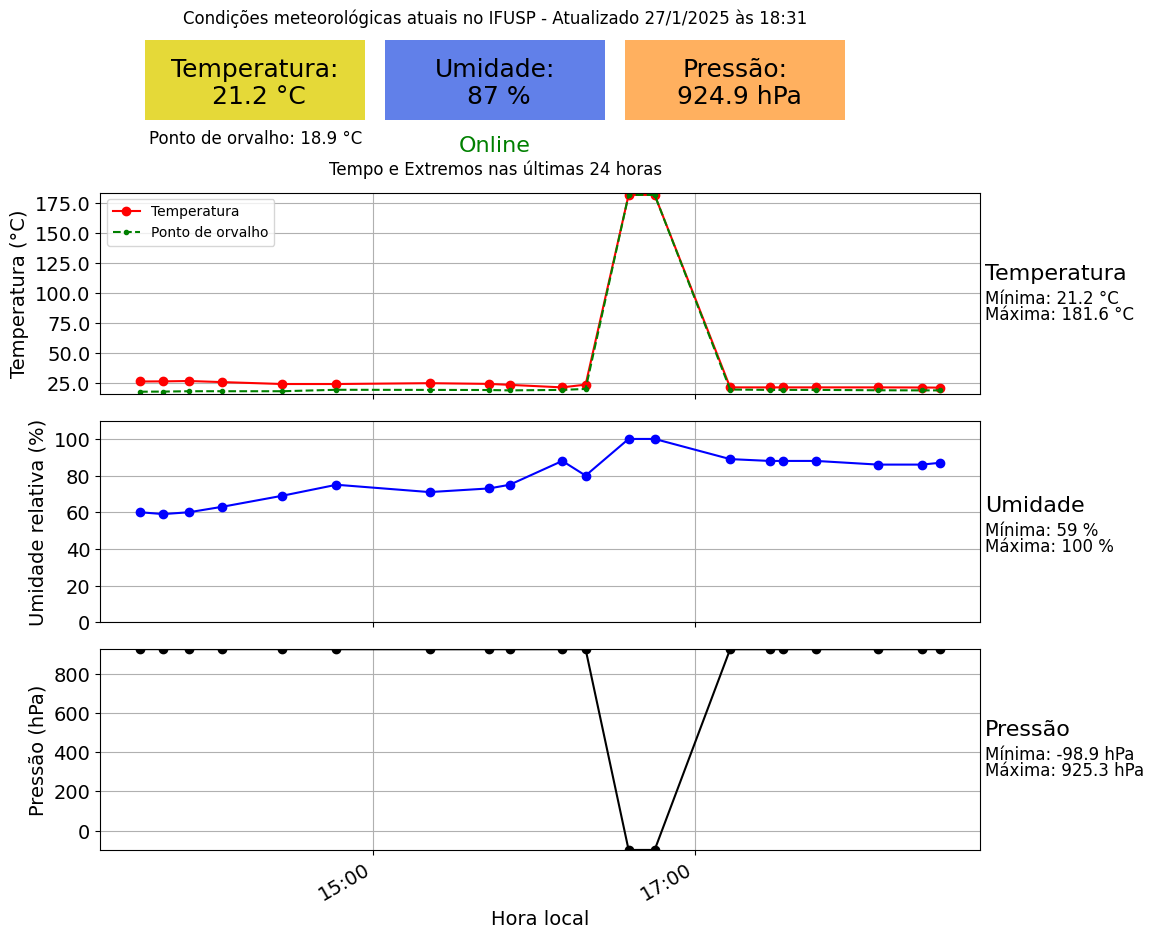 Condições meteorológicas atuais no IFUSP - Atualizado 27/1/2025 às 18:31
Temperatura:
21.2 °C
Umidade:
87 %
Pressão:
924.9 hPa
Ponto de orvalho: 18.9 °C
Online
Tempo e Extremos nas últimas 24 horas
Temperatura (°C)
175.0
150.0
125.0
100.0
75.0
50.0
25.0
Temperatura
Ponto de orvalho
Temperatura
Mínima: 21.2 °C
Máxima: 181.6 °C
Umidade relativa (%)
100
80
60
40
20
0
Umidade
Mínima: 59 %
Máxima: 100 %
Pressão (hPa)
800
600
400
200
0
Pressão
Mínima: -98.9 hPa
Máxima: 925.3 hPa
15:00
17:00
Hora local